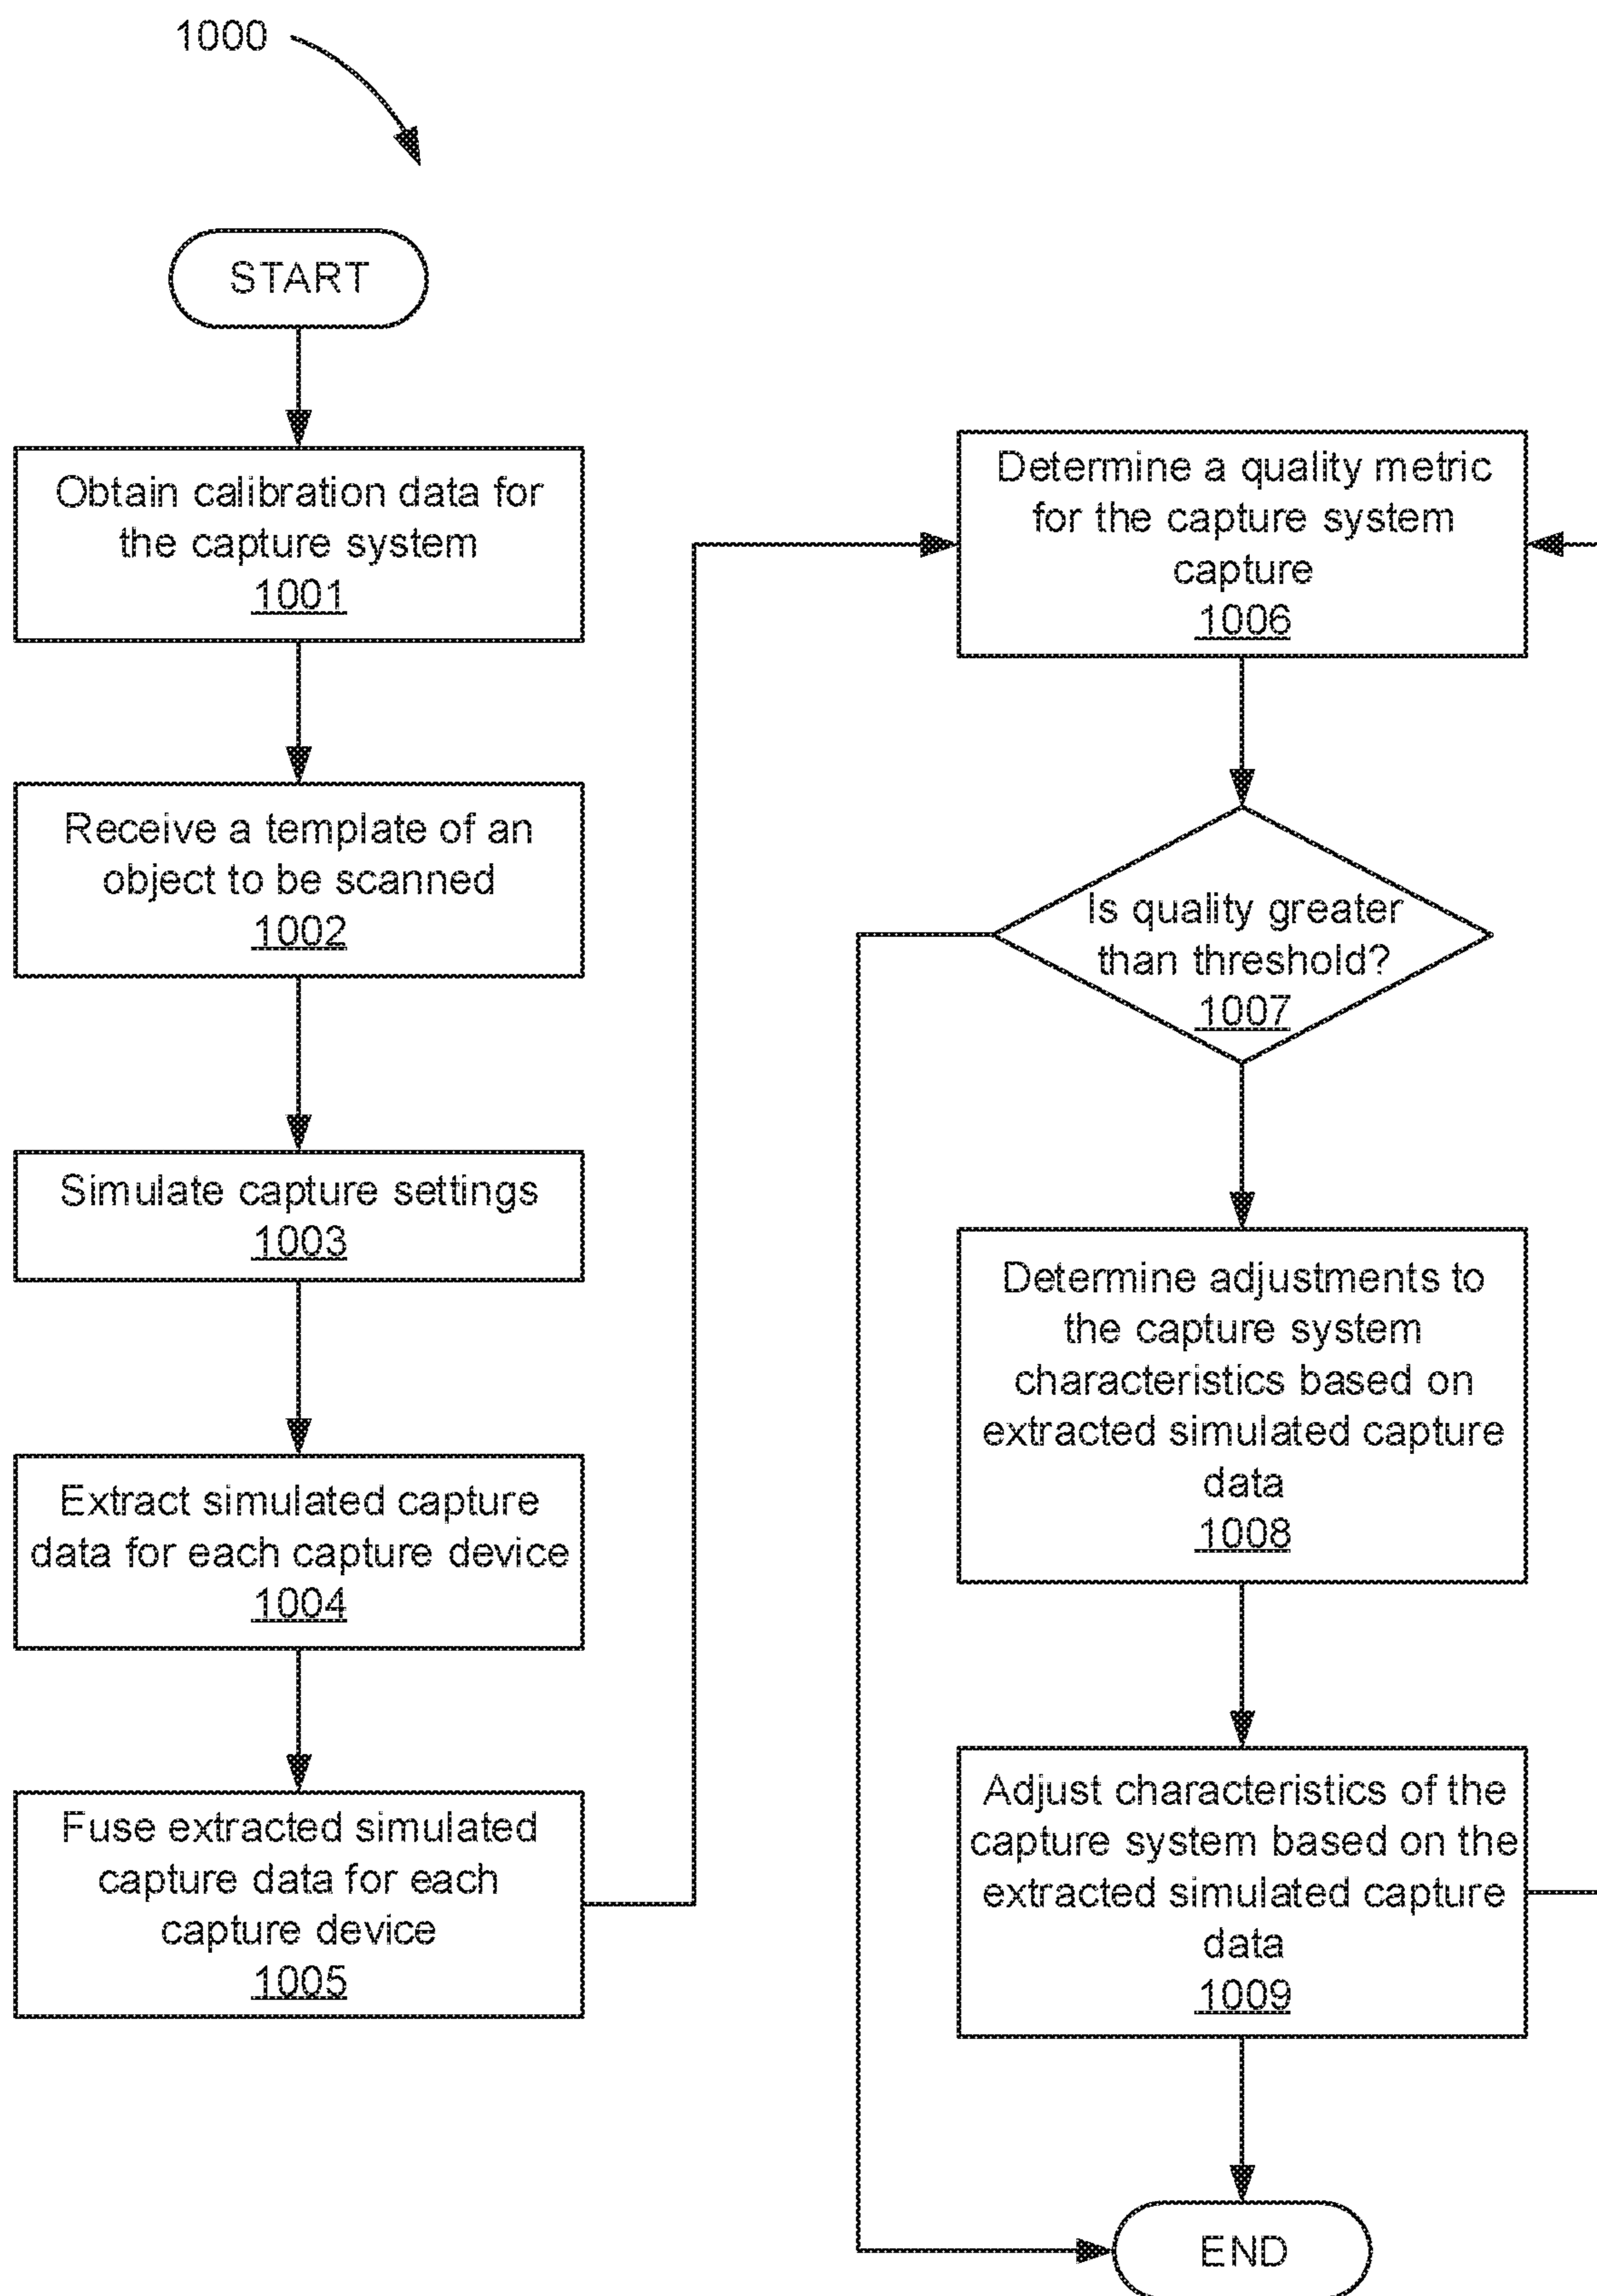 1000
START
Obtain calibration data for
the capture system
1001
Receive a template of an
object to be scanned
1002
Simulate capture settings
1003
Extract simulated capture
data for each capture device
1004
Fuse extracted simulated
capture data for each
capture device
1005
Determine a quality metric
for the capture system
capture
1006
Is quality greater
than threshold?
1007
Determine adjustments to
the capture system
characteristics based on
extracted simulated capture
data
1008
Adjust characteristics of the
capture system based on the
extracted simulated capture
data
1009
END